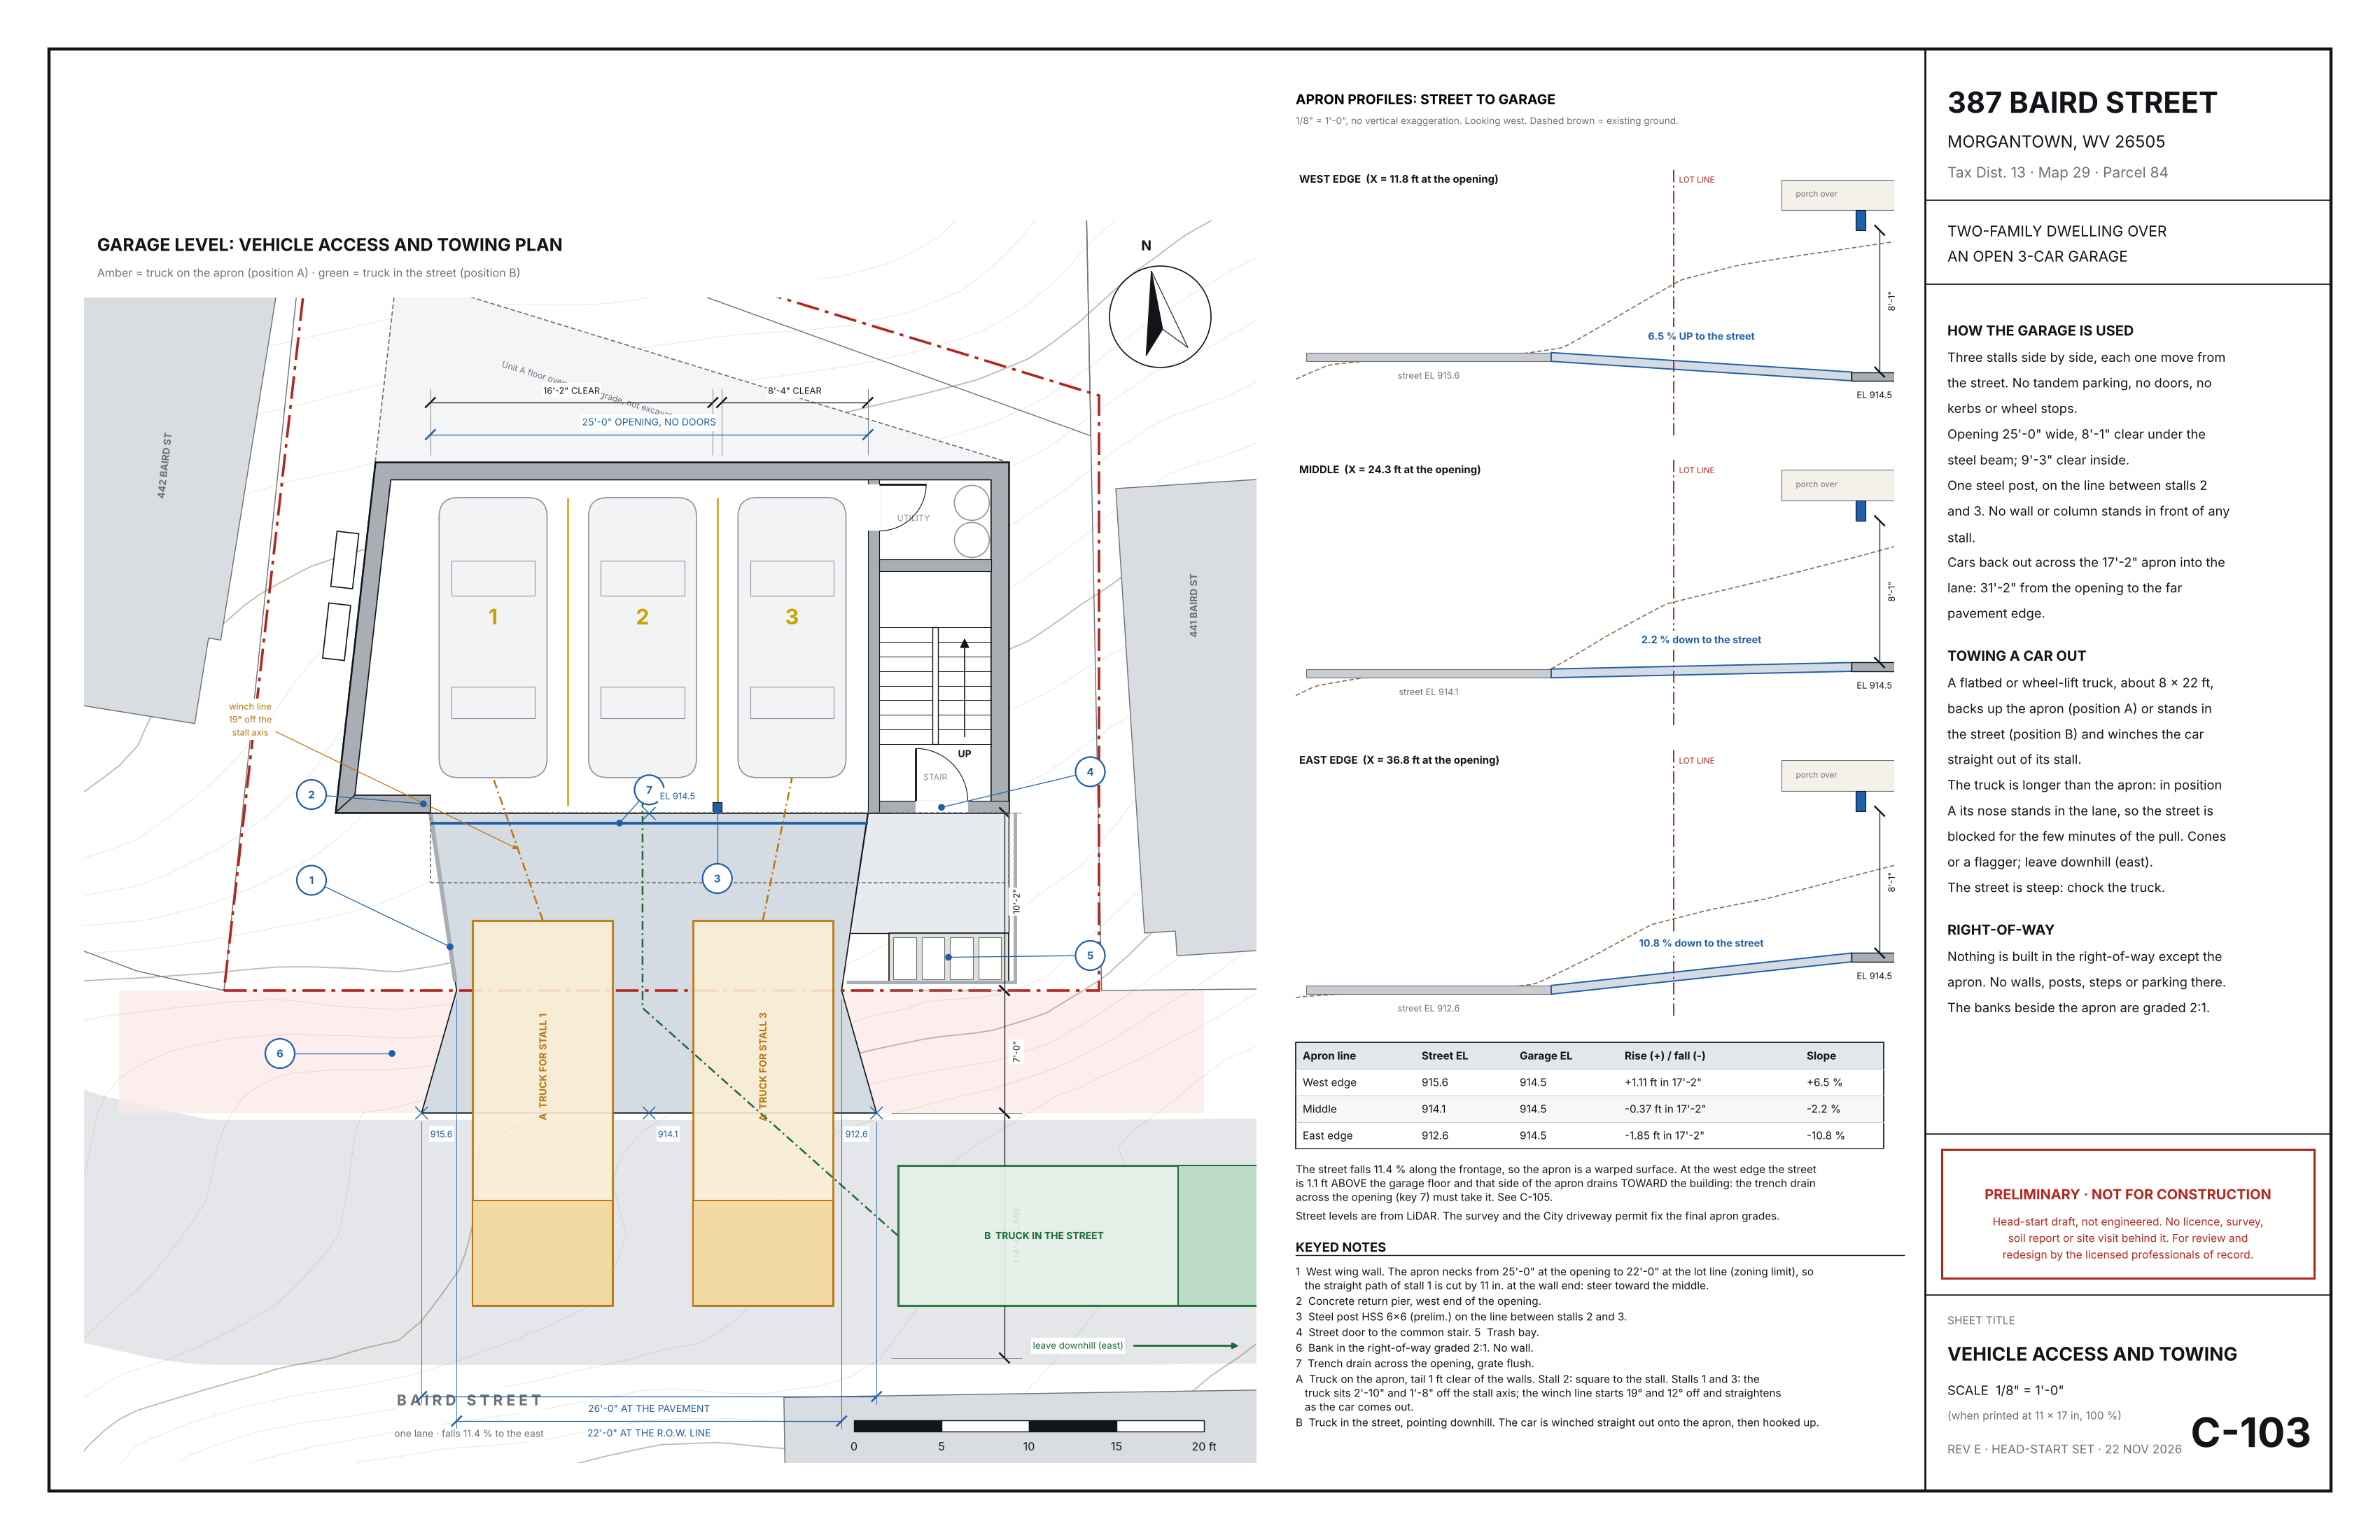 GARAGE LEVEL: VEHICLE ACCESS AND TOWING PLAN
Amber = truck on the apron (position A) · green = truck in the street (position B)
N
442 BAIRD ST
441 BAIRD ST
Unit A floor over
grade, not
16'-2" CLEAR
8'-4" CLEAR
25'-0" OPENING, NO DOORS
UTILITY
1
2
3
UP
STAIR
winch line
19° off the
stall axis
2
7
EL 914.5
4
1
3
5
6
10'-2"
7'-0"
A TRUCK FOR STALL 1
A TRUCK FOR STALL 3
915.6
914.1
912.6
B TRUCK IN THE STREET
leave downhill (east)
BAIRD STREET
one lane · falls 11.4 % to the east
26'-0" AT THE PAVEMENT
22'-0" AT THE R.O.W. LINE
0 5 10 15 20 ft
APRON PROFILES: STREET TO GARAGE
1/8" = 1'-0", no vertical exaggeration. Looking west. Dashed brown = existing ground.
WEST EDGE (X = 11.8 ft at the opening)
LOT LINE
porch over
8'-1"
6.5 % UP to the street
street EL 915.6
EL 914.5
MIDDLE (X = 24.3 ft at the opening)
LOT LINE
porch over
8'-1"
2.2 % down to the street
street EL 914.1
EL 914.5
EAST EDGE (X = 36.8 ft at the opening)
LOT LINE
porch over
8'-1"
10.8 % down to the street
street EL 912.6
EL 914.5
Apron line Street EL Garage EL Rise (+) / fall (-) Slope
West edge 915.6 914.5 +1.11 ft in 17'-2" +6.5 %
Middle 914.1 914.5 -0.37 ft in 17'-2" -2.2 %
East edge 912.6 914.5 -1.85 ft in 17'-2" -10.8 %
The street falls 11.4 % along the frontage, so the apron is a warped surface. At the west edge the street
is 1.1 ft ABOVE the garage floor and that side of the apron drains TOWARD the building: the trench drain
across the opening (key 7) must take it. See C-105.
Street levels are from LiDAR. The survey and the City driveway permit fix the final apron grades.
KEYED NOTES
1 West wing wall. The apron necks from 25'-0" at the opening to 22'-0" at the lot line (zoning limit), so
the straight path of stall 1 is cut by 11 in. at the wall end: steer toward the middle.
2 Concrete return pier, west end of the opening.
3 Steel post HSS 6×6 (prelim.) on the line between stalls 2 and 3.
4 Street door to the common stair. 5 Trash bay.
6 Bank in the right-of-way graded 2:1. No wall.
7 Trench drain across the opening, grate flush.
A Truck on the apron, tail 1 ft clear of the walls. Stall 2: square to the stall. Stalls 1 and 3: the
truck sits 2'-10" and 1'-8" off the stall axis; the winch line starts 19° and 12° off and straightens
as the car comes out.
B Truck in the street, pointing downhill. The car is winched straight out onto the apron, then hooked up.
387 BAIRD STREET
MORGANTOWN, WV 26505
Tax Dist. 13 · Map 29 · Parcel 84
TWO-FAMILY DWELLING OVER
AN OPEN 3-CAR GARAGE
HOW THE GARAGE IS USED
Three stalls side by side, each one move from
the street. No tandem parking, no doors, no
kerbs or wheel stops.
Opening 25'-0" wide, 8'-1" clear under the
steel beam; 9'-3" clear inside.
One steel post, on the line between stalls 2
and 3. No wall or column stands in front of any
stall.
Cars back out across the 17'-2" apron into the
lane: 31'-2" from the opening to the far
pavement edge.
TOWING A CAR OUT
A flatbed or wheel-lift truck, about 8 × 22 ft,
backs up the apron (position A) or stands in
the street (position B) and winches the car
straight out of its stall.
The truck is longer than the apron: in position
A its nose stands in the lane, so the street is
blocked for the few minutes of the pull. Cones
or a flagger; leave downhill (east).
The street is steep: chock the truck.
RIGHT-OF-WAY
Nothing is built in the right-of-way except the
apron. No walls, posts, steps or parking there.
The banks beside the apron are graded 2:1.
PRELIMINARY · NOT FOR CONSTRUCTION
Head-start draft, not engineered. No licence, survey,
soil report or site visit behind it. For review and
redesign by the licensed professionals of record.
SHEET TITLE
VEHICLE ACCESS AND TOWING
SCALE 1/8" = 1'-0"
(when printed at 11 × 17 in, 100 %)
REV E · HEAD-START SET · 22 NOV 2026
C-103